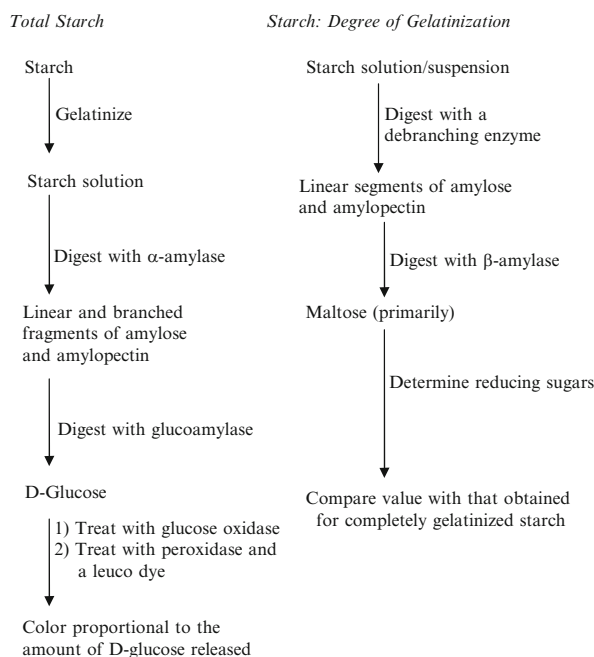 Total Starch
Starch
Gelatinize
Starch solution
Digest with α-amylase
Linear and branched
fragments of amylose
and amylopectin
Digest with glucoamylase
D-Glucose
1) Treat with glucose oxidase
2) Treat with peroxidase and
a leuco dye
Color proportional to the
amount of D-glucose released
Starch: Degree of Gelatinization
Starch solution/suspension
Digest with a
debranching enzyme
Linear segments of amylose
and amylopectin
Digest with β-amylase
Maltose (primarily)
Determine reducing sugars
Compare value with that obtained
for completely gelatinized starch